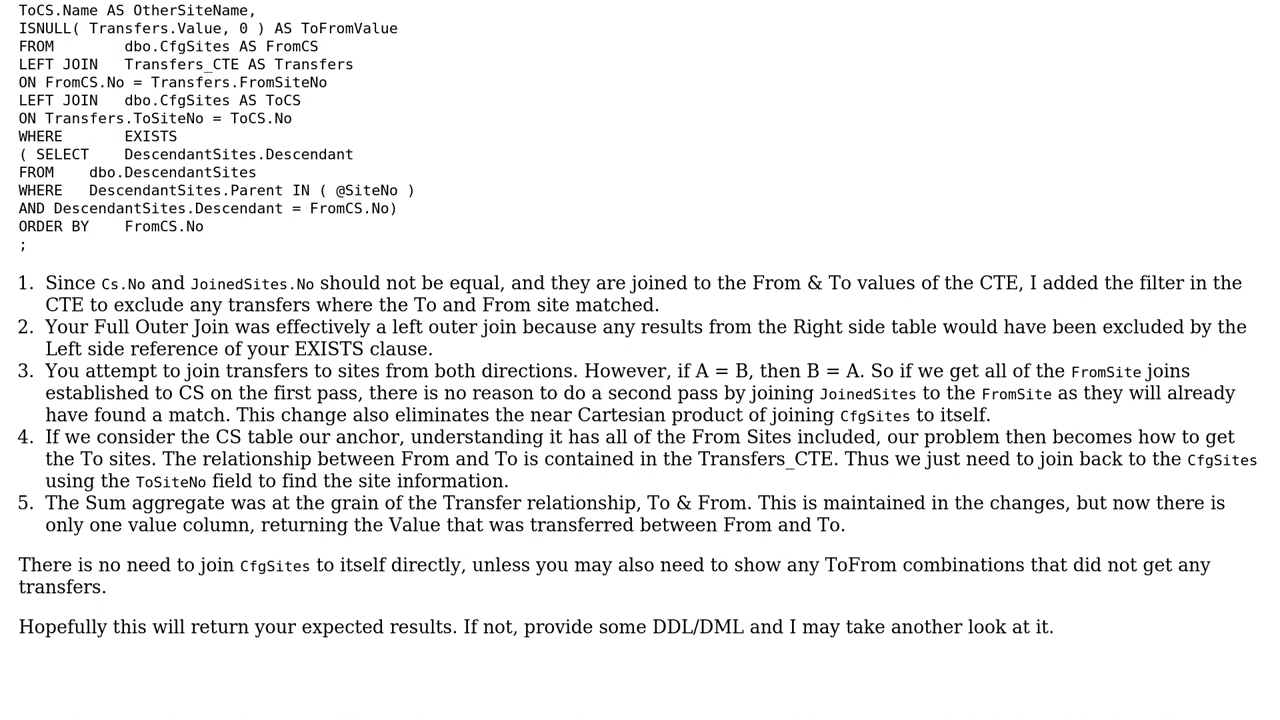 ToCS.Name AS OtherSiteName,
ISNULL( Transfers.Value, 0 ) AS ToFromValue
FROM        dbo.CfgSites AS FromCS
LEFT JOIN   Transfers_CTE AS Transfers
ON FromCS.No = Transfers.FromSiteNo
LEFT JOIN   dbo.CfgSites AS ToCS
ON Transfers.ToSiteNo = ToCS.No
WHERE       EXISTS
( SELECT    DescendantSites.Descendant
FROM    dbo.DescendantSites
WHERE   DescendantSites.Parent IN ( @SiteNo )
AND DescendantSites.Descendant = FromCS.No)
ORDER BY    FromCS.No
;
1. Since Cs.No and JoinedSites.No should not be equal, and they are joined to the From & To values of the CTE, I added the filter in the
CTE to exclude any transfers where the To and From site matched.
2. Your Full Outer Join was effectively a left outer join because any results from the Right side table would have been excluded by the
Left side reference of your EXISTS clause.
3. You attempt to join transfers to sites from both directions. However, if A = B, then B = A. So if we get all of the FromSite joins
established to CS on the first pass, there is no reason to do a second pass by joining JoinedSites to the FromSite as they will already
have found a match. This change also eliminates the near Cartesian product of joining CfgSites to itself.
4. If we consider the CS table our anchor, understanding it has all of the From Sites included, our problem then becomes how to get
the To sites. The relationship between From and To is contained in the Transfers_CTE. Thus we just need to join back to the CfgSites
using the ToSiteNo field to find the site information.
5. The Sum aggregate was at the grain of the Transfer relationship, To & From. This is maintained in the changes, but now there is
only one value column, returning the Value that was transferred between From and To.
There is no need to join CfgSites to itself directly, unless you may also need to show any ToFrom combinations that did not get any
transfers.
Hopefully this will return your expected results. If not, provide some DDL/DML and I may take another look at it.